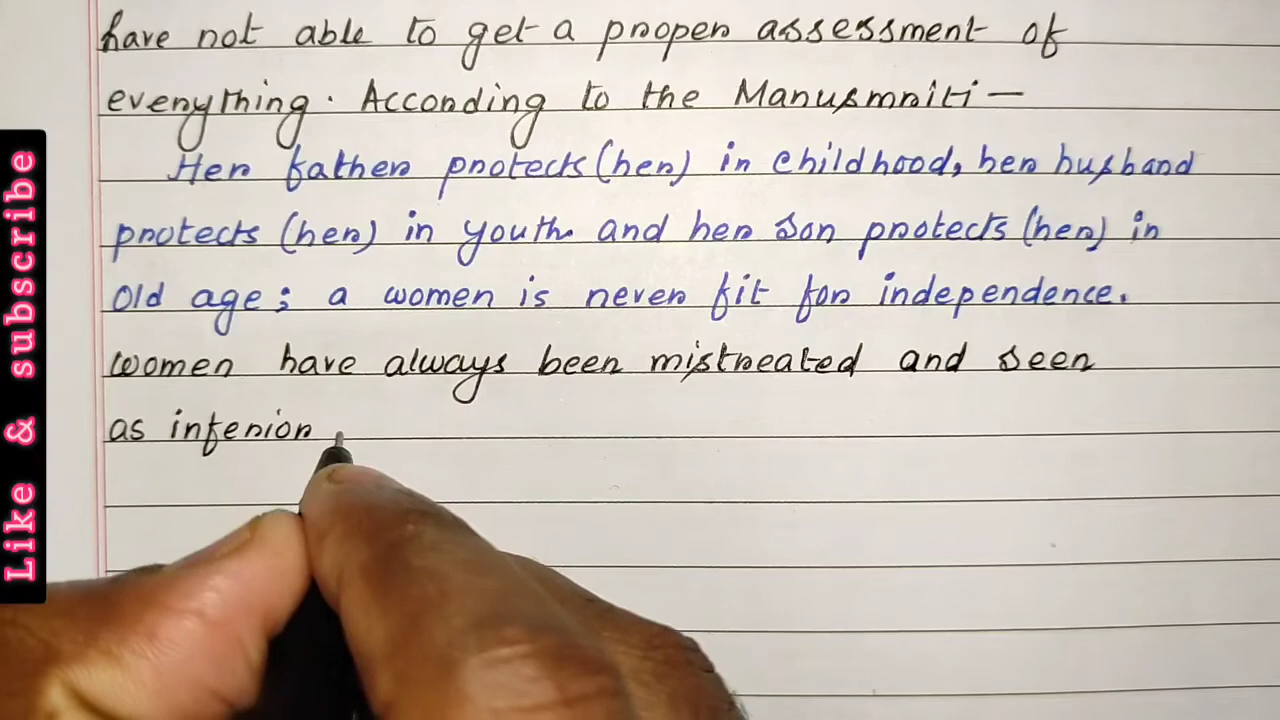 have not able to get a proper assessment of
everything. According to the Manusmriti -
Her father protects (her) in childhood, her husband
protects (her) in youth and her son protects (her) in
Old age; a women is never fit for independence.
women have always been mistreated and seen
as inferior
Like & subscribe